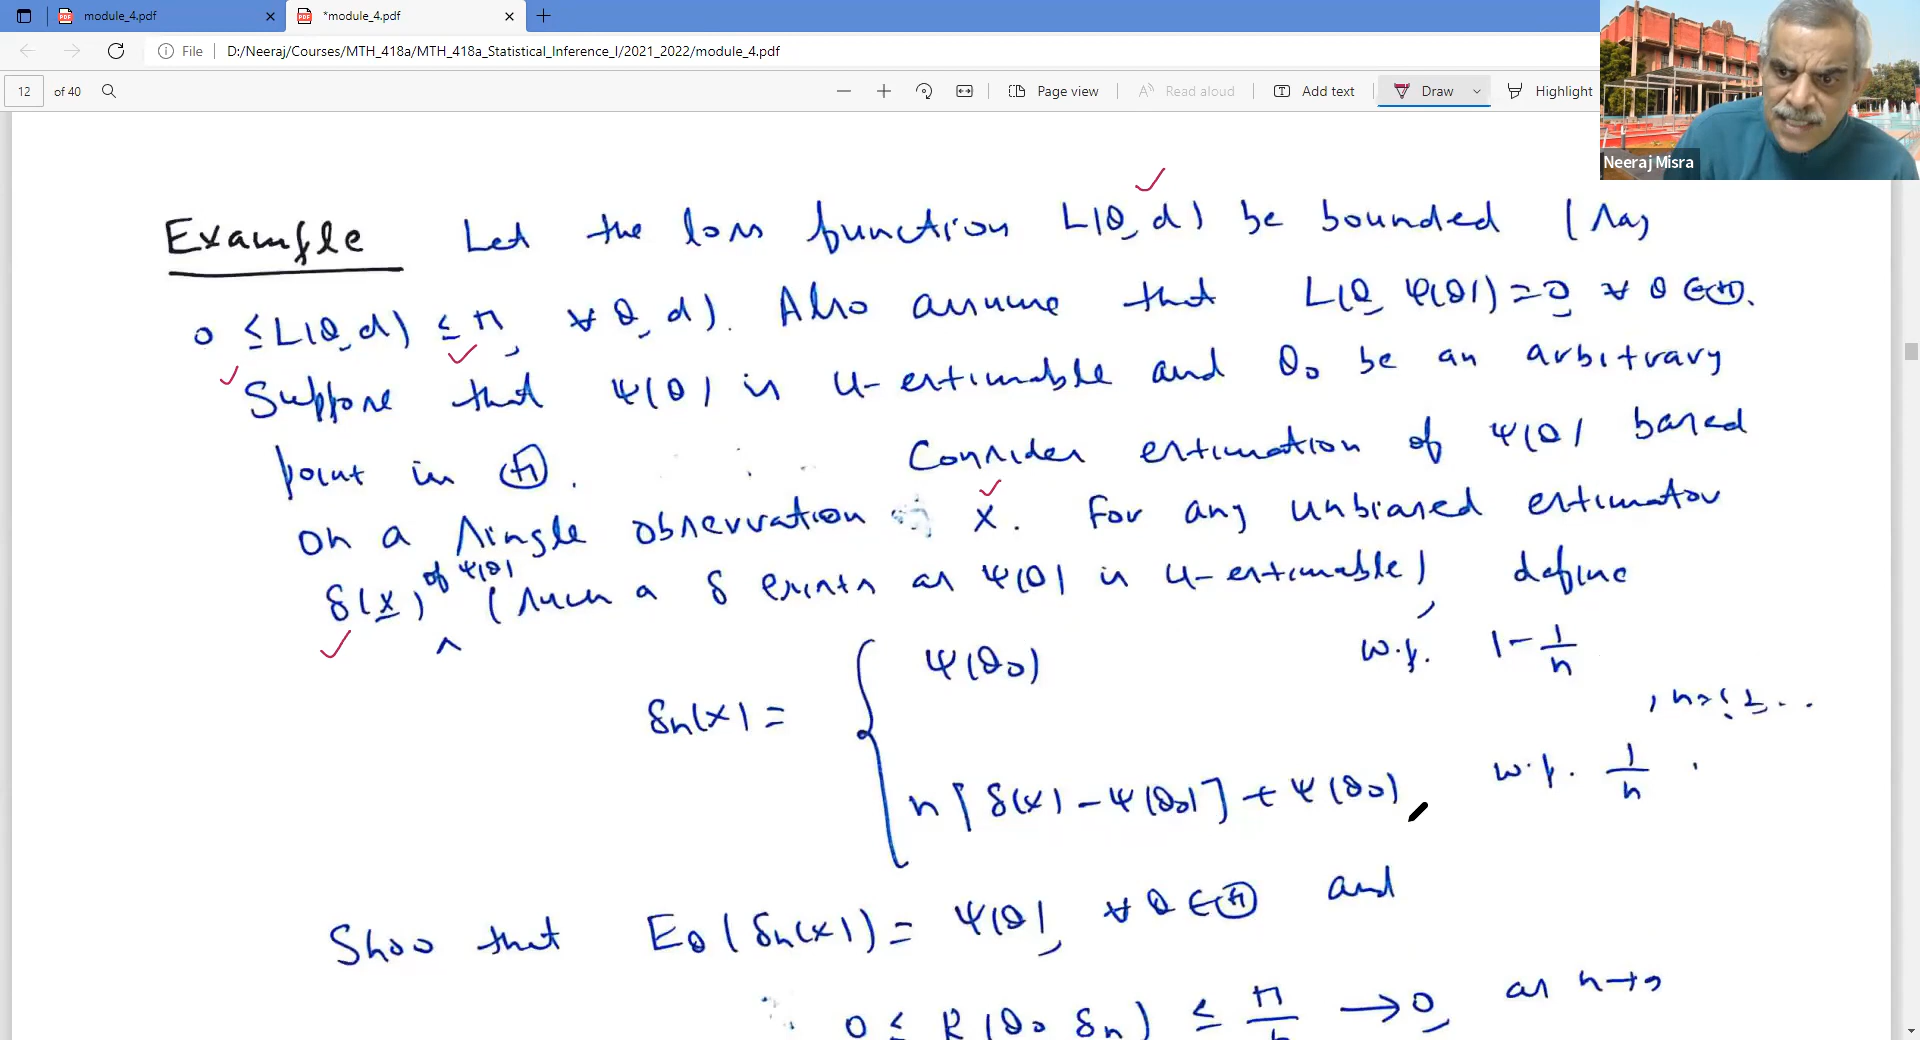 module_4.pdf
*module_4.pdf
File D:/Neeraj/Courses/MTH_418a/MTH_418a_Statistical_Inference_I/2021_2022/module_4.pdf
12 of 40 Page view Read aloud Add text Draw Highlight
Neeraj Misra
Example Let the loss function L(θ, d) be bounded (say
0 ≤ L(θ, d) ≤ M, ∀ θ, d). Also assume that L(θ, ψ(θ)) = 0, ∀ θ ∈ Ⓗ.
Suppose that ψ(θ) is U-estimable and θ₀ be an arbitrary
point in Ⓗ. Consider estimation of ψ(θ) based
on a single observation X. For any unbiased estimator
δ(X) of ψ(θ) (such a δ exists as ψ(θ) is U-estimable), define
δn(X) = { ψ(θ₀) w.p. 1 - 1/n
, n = 1, 2, ...
n[δ(X) - ψ(θ₀)] + ψ(θ₀), w.p. 1/n .
Show that Eθ(δn(X)) = ψ(θ), ∀ θ ∈ Ⓗ and
0 ≤ R(θ₀, δn) ≤ M/n → 0, as n →